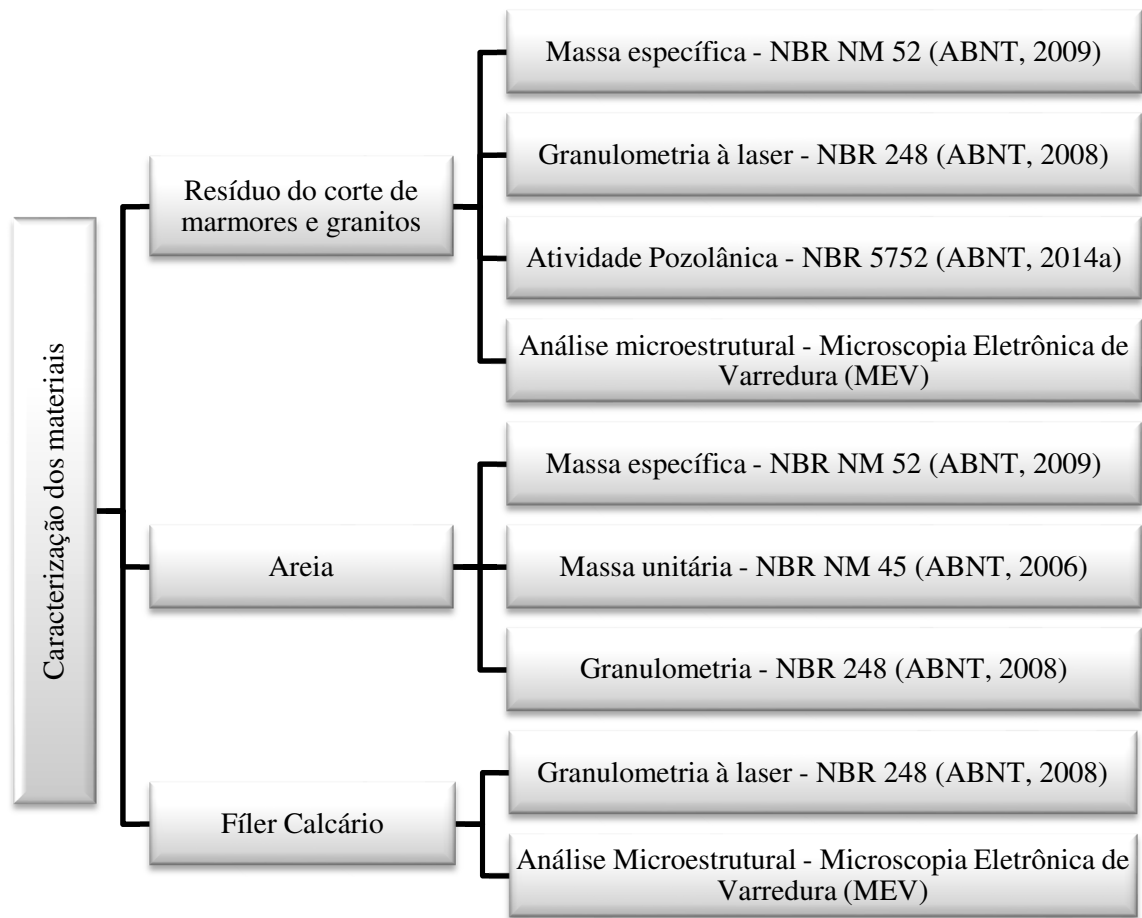 Caracterização dos materiais
Resíduo do corte de
marmores e granitos
Massa específica - NBR NM 52 (ABNT, 2009)
Granulometria à laser - NBR 248 (ABNT, 2008)
Atividade Pozolânica - NBR 5752 (ABNT, 2014a)
Análise microestrutural - Microscopia Eletrônica de
Varredura (MEV)
Areia
Massa específica - NBR NM 52 (ABNT, 2009)
Massa unitária - NBR NM 45 (ABNT, 2006)
Granulometria - NBR 248 (ABNT, 2008)
Fíler Calcário
Granulometria à laser - NBR 248 (ABNT, 2008)
Análise Microestrutural - Microscopia Eletrônica de
Varredura (MEV)